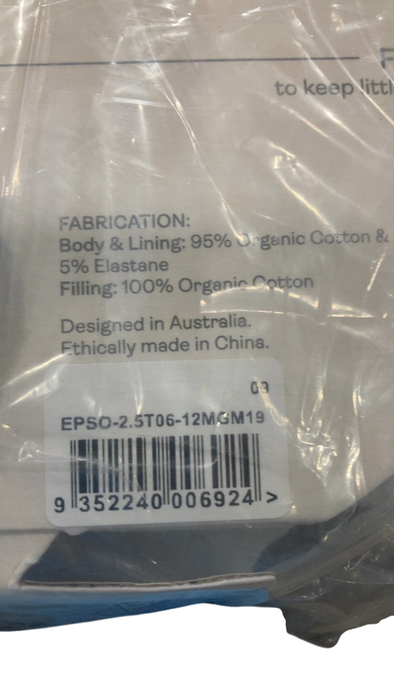 F
to keep littl
FABRICATION:
Body & Lining: 95% Organic Cotton &
5% Elastane
Filling: 100% Organic Cotton
Designed in Australia.
Ethically made in China.
09
EPSO-2.5T06-12MGM19
9 352240 006924 >